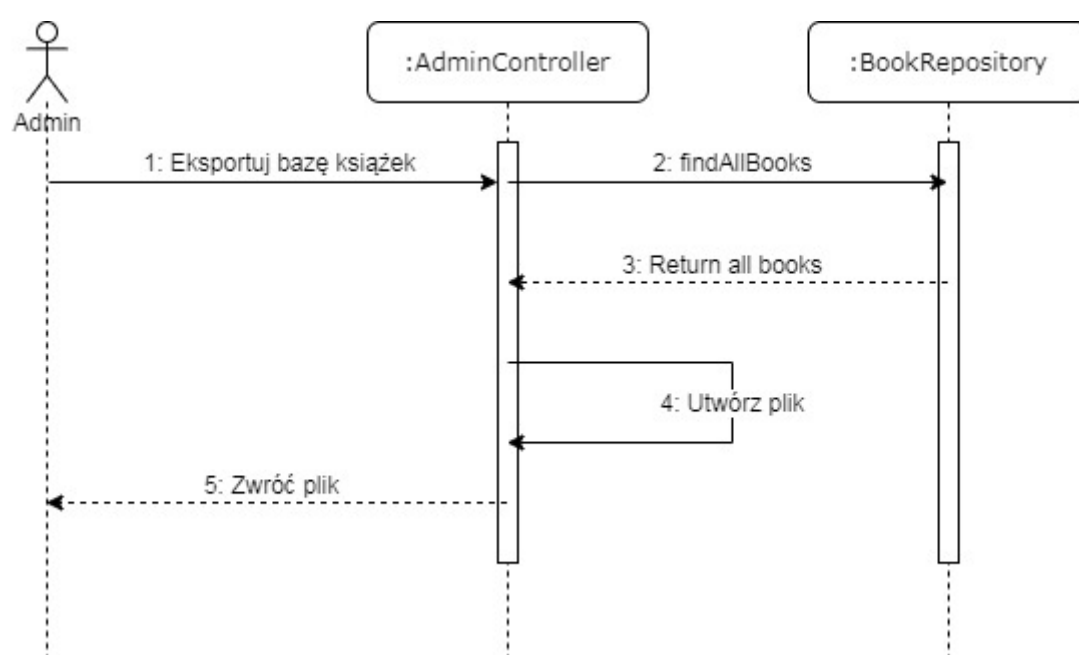 :AdminController
:BookRepository
Admin
1: Eksportuj bazę książek
2: findAllBooks
3: Return all books
4: Utwórz plik
5: Zwróć plik